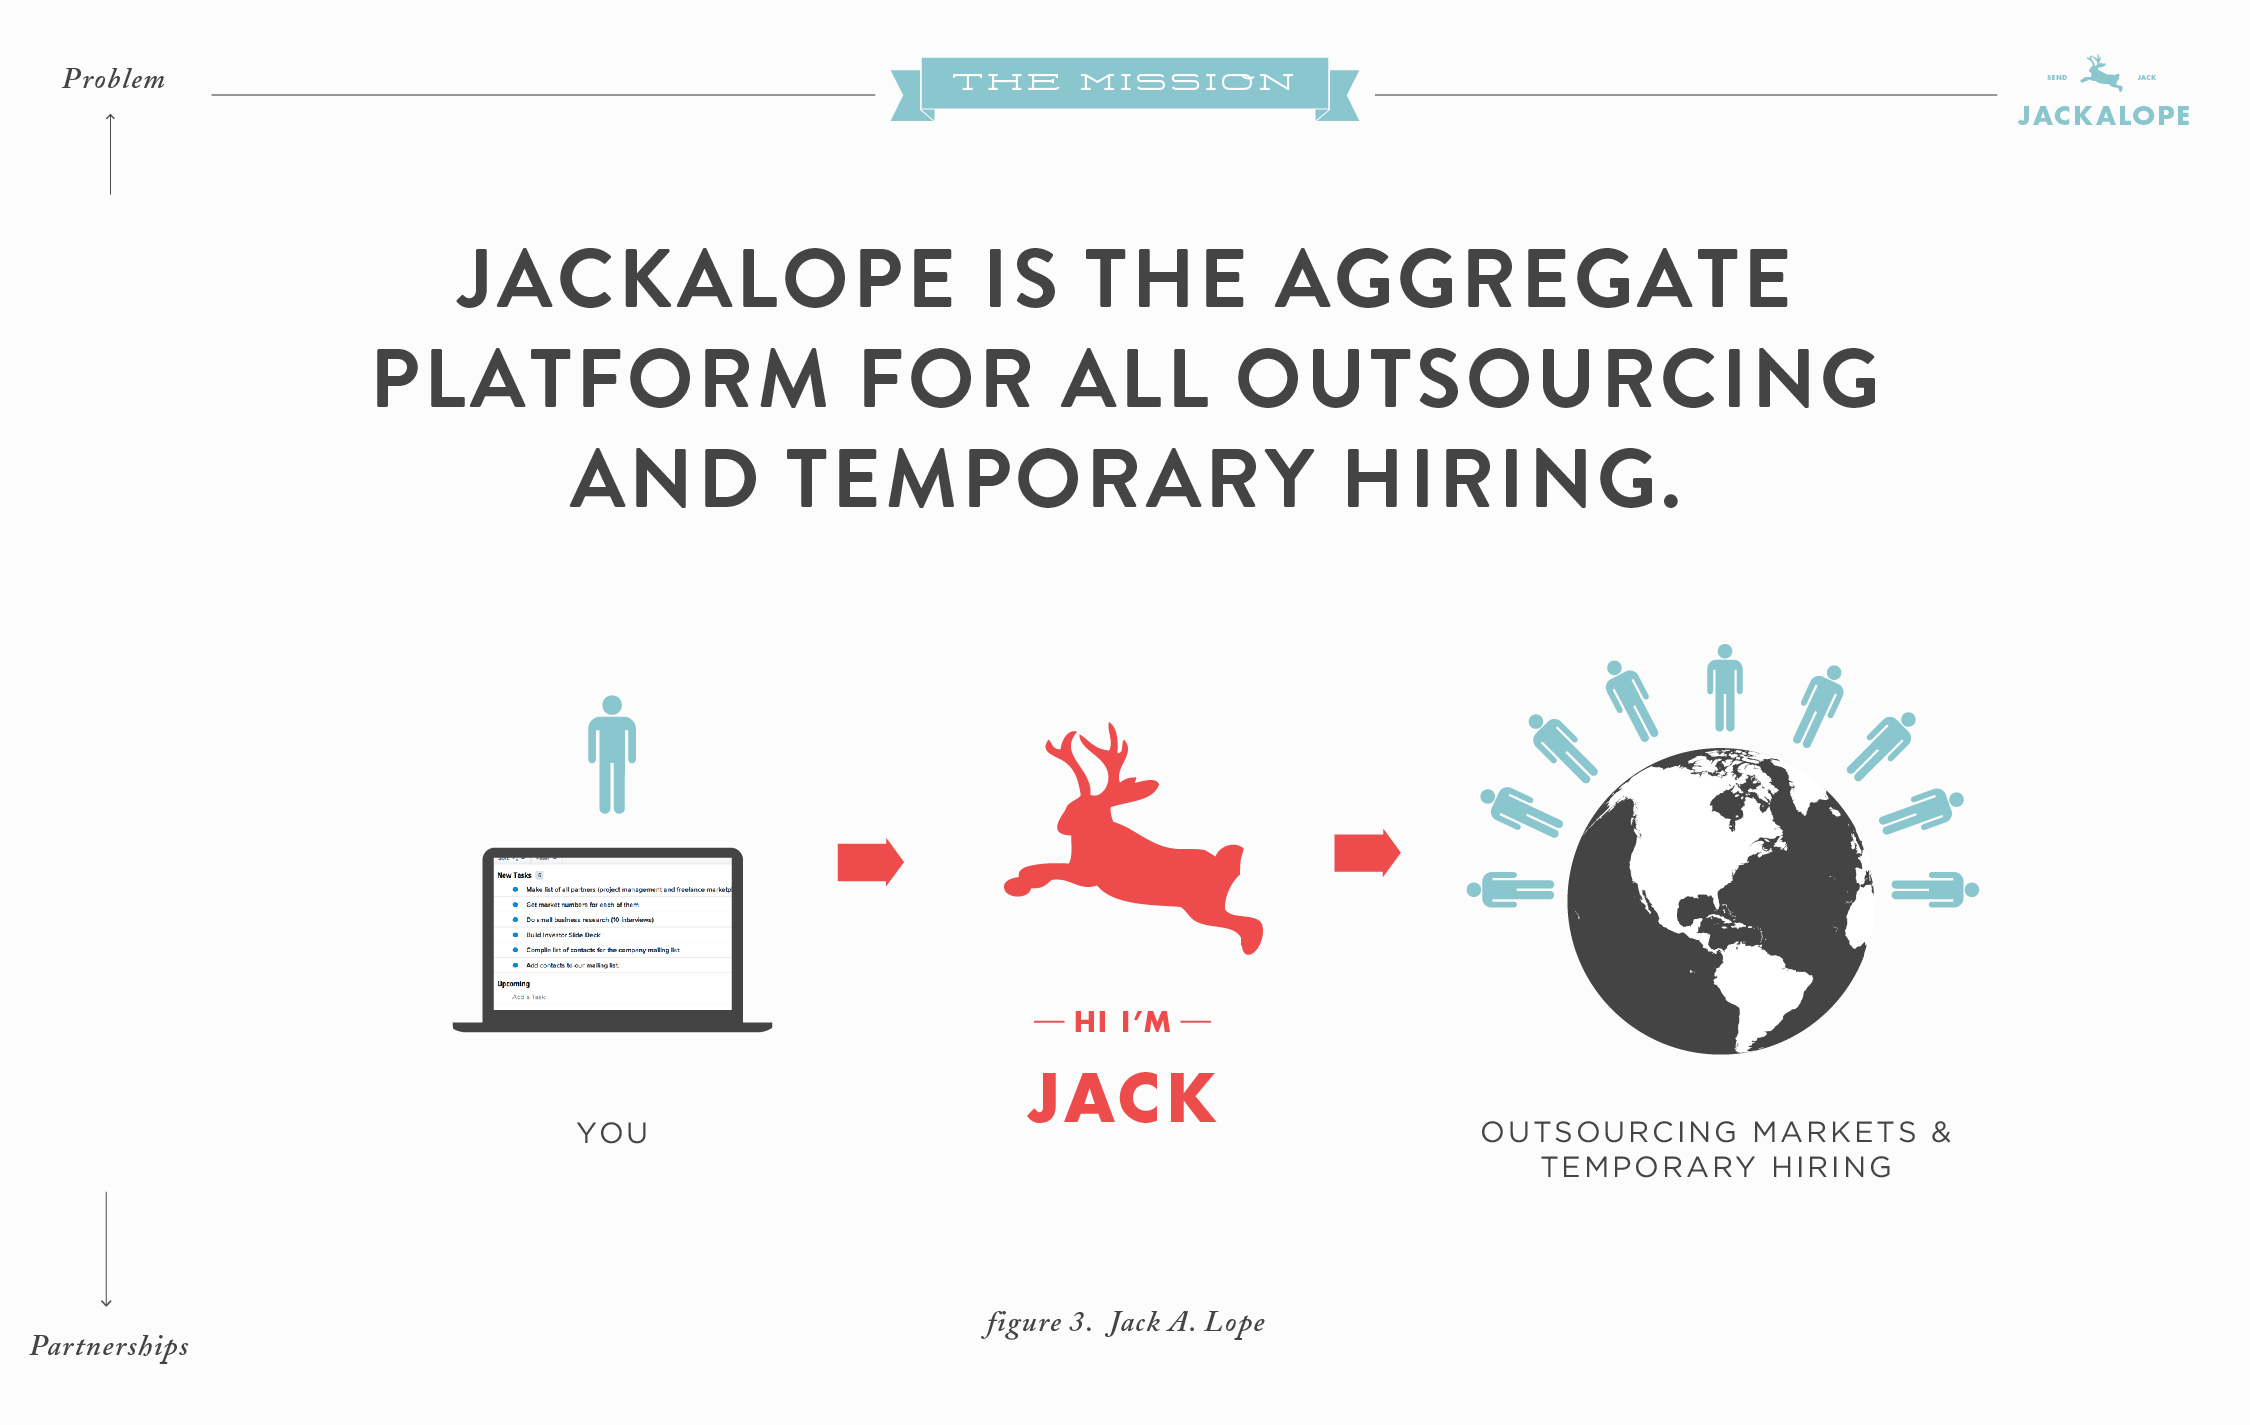 Problem
THE MISSION
SEND JACK
JACKALOPE
JACKALOPE IS THE AGGREGATE
PLATFORM FOR ALL OUTSOURCING
AND TEMPORARY HIRING.
New Tasks 6
Make list of all partners (project management and freelance marketpl
Get market numbers for each of them
Do small business research (10 interviews)
Build Investor Slide Deck
Compile list of contacts for the company mailing list
Add contacts to our mailing list.
Upcoming
Add a Task
YOU
HI I'M
JACK
OUTSOURCING MARKETS &
TEMPORARY HIRING
figure 3. Jack A. Lope
Partnerships